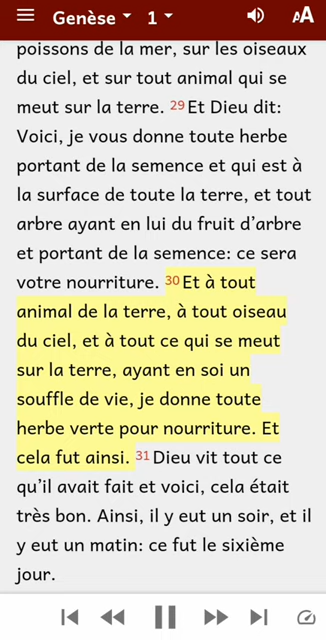 Genèse 1 AA
poissons de la mer, sur les oiseaux
du ciel, et sur tout animal qui se
meut sur la terre. 29 Et Dieu dit:
Voici, je vous donne toute herbe
portant de la semence et qui est à
la surface de toute la terre, et tout
arbre ayant en lui du fruit d’arbre
et portant de la semence: ce sera
votre nourriture. 30 Et à tout
animal de la terre, à tout oiseau
du ciel, et à tout ce qui se meut
sur la terre, ayant en soi un
souffle de vie, je donne toute
herbe verte pour nourriture. Et
cela fut ainsi. 31 Dieu vit tout ce
qu’il avait fait et voici, cela était
très bon. Ainsi, il y eut un soir, et il
y eut un matin: ce fut le sixième
jour.